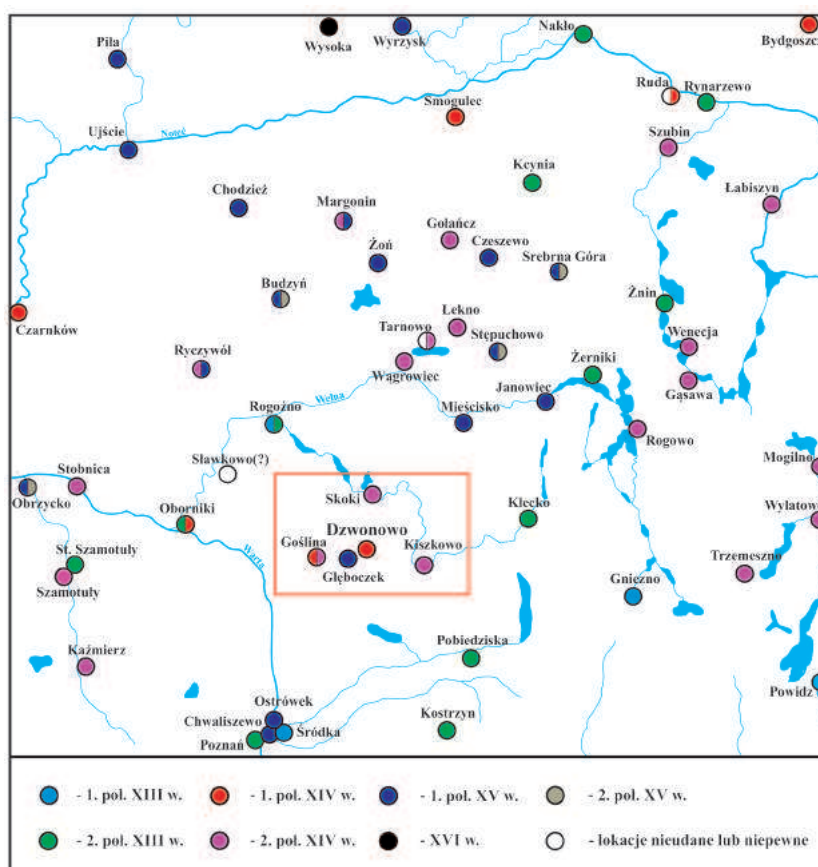 Piła
Wysoka
Wyrzysk
Nakło
Bydgoszcz
Smogulec
Ruda
Rynarzewo
Ujście
Noteć
Szubin
Kcynia
Chodzież
Margonin
Gołańcz
Czeszewo
Łabiszyn
Żoń
Srebrna Góra
Budzyń
Żnin
Czarnków
Lekno
Tarnowo
Stępuchowo
Wenecja
Ryczywół
Wągrowiec
Żerniki
Gąsawa
Wełna
Janowiec
Rogoźno
Mieścisko
Rogowo
Mogilno
Stobnica
Sławkowo(?)
Obrzycko
Skoki
Kłecko
Wylatowo
Oborniki
Dzwonowo
Goślina
Kiszkowo
St. Szamotuły
Warta
Głęboczek
Trzemeszno
Szamotuły
Gniezno
Kaźmierz
Pobiedziska
Powidz
Ostrówek
Chwaliszewo
Śródka
Kostrzyn
Poznań
- 1. poł. XIII w. - 1. poł. XIV w. - 1. poł. XV w. - 2. poł. XV w.
- 2. poł. XIII w. - 2. poł. XIV w. - XVI w. - lokacje nieudane lub niepewne